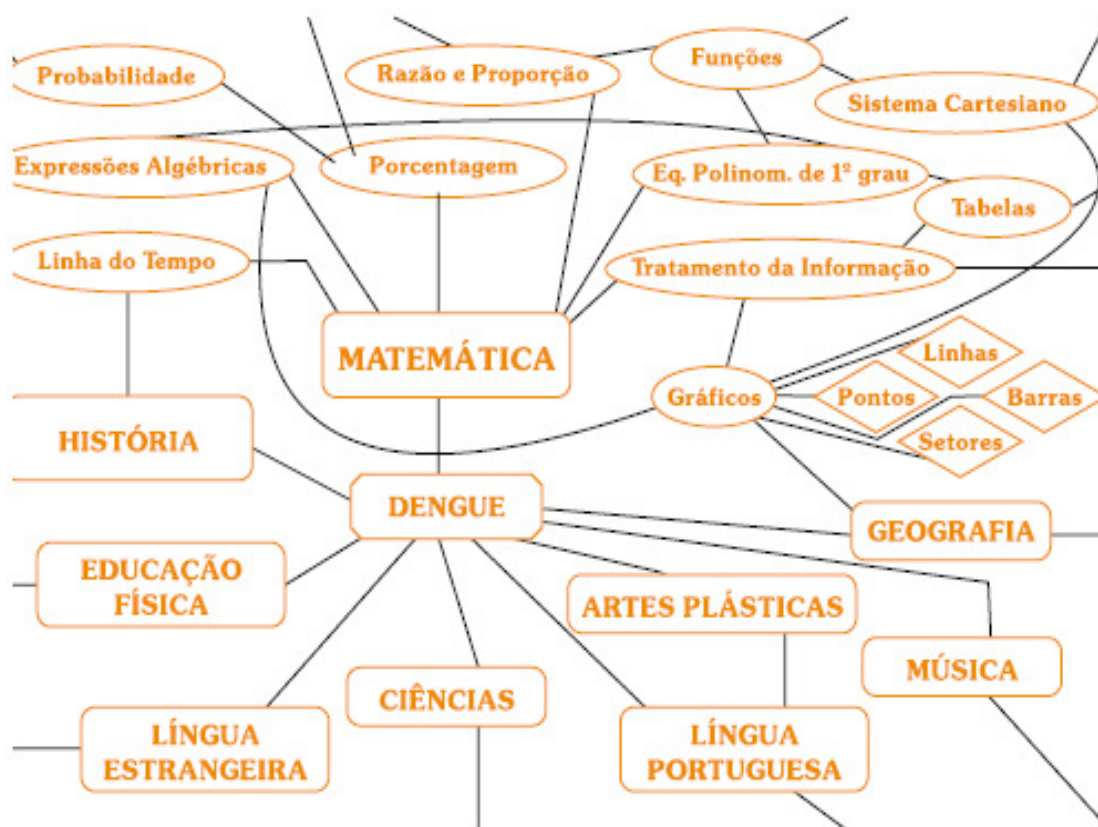 Funções
Probabilidade
Razão e Proporção
Sistema Cartesiano
Expressões Algébricas
Porcentagem
Eq. Polinom. de 1º grau
Tabelas
Linha do Tempo
Tratamento da Informação
MATEMÁTICA
Linhas
Gráficos
Pontos
Barras
Setores
HISTÓRIA
DENGUE
GEOGRAFIA
EDUCAÇÃO
FÍSICA
ARTES PLÁSTICAS
MÚSICA
CIÊNCIAS
LÍNGUA
ESTRANGEIRA
LÍNGUA
PORTUGUESA